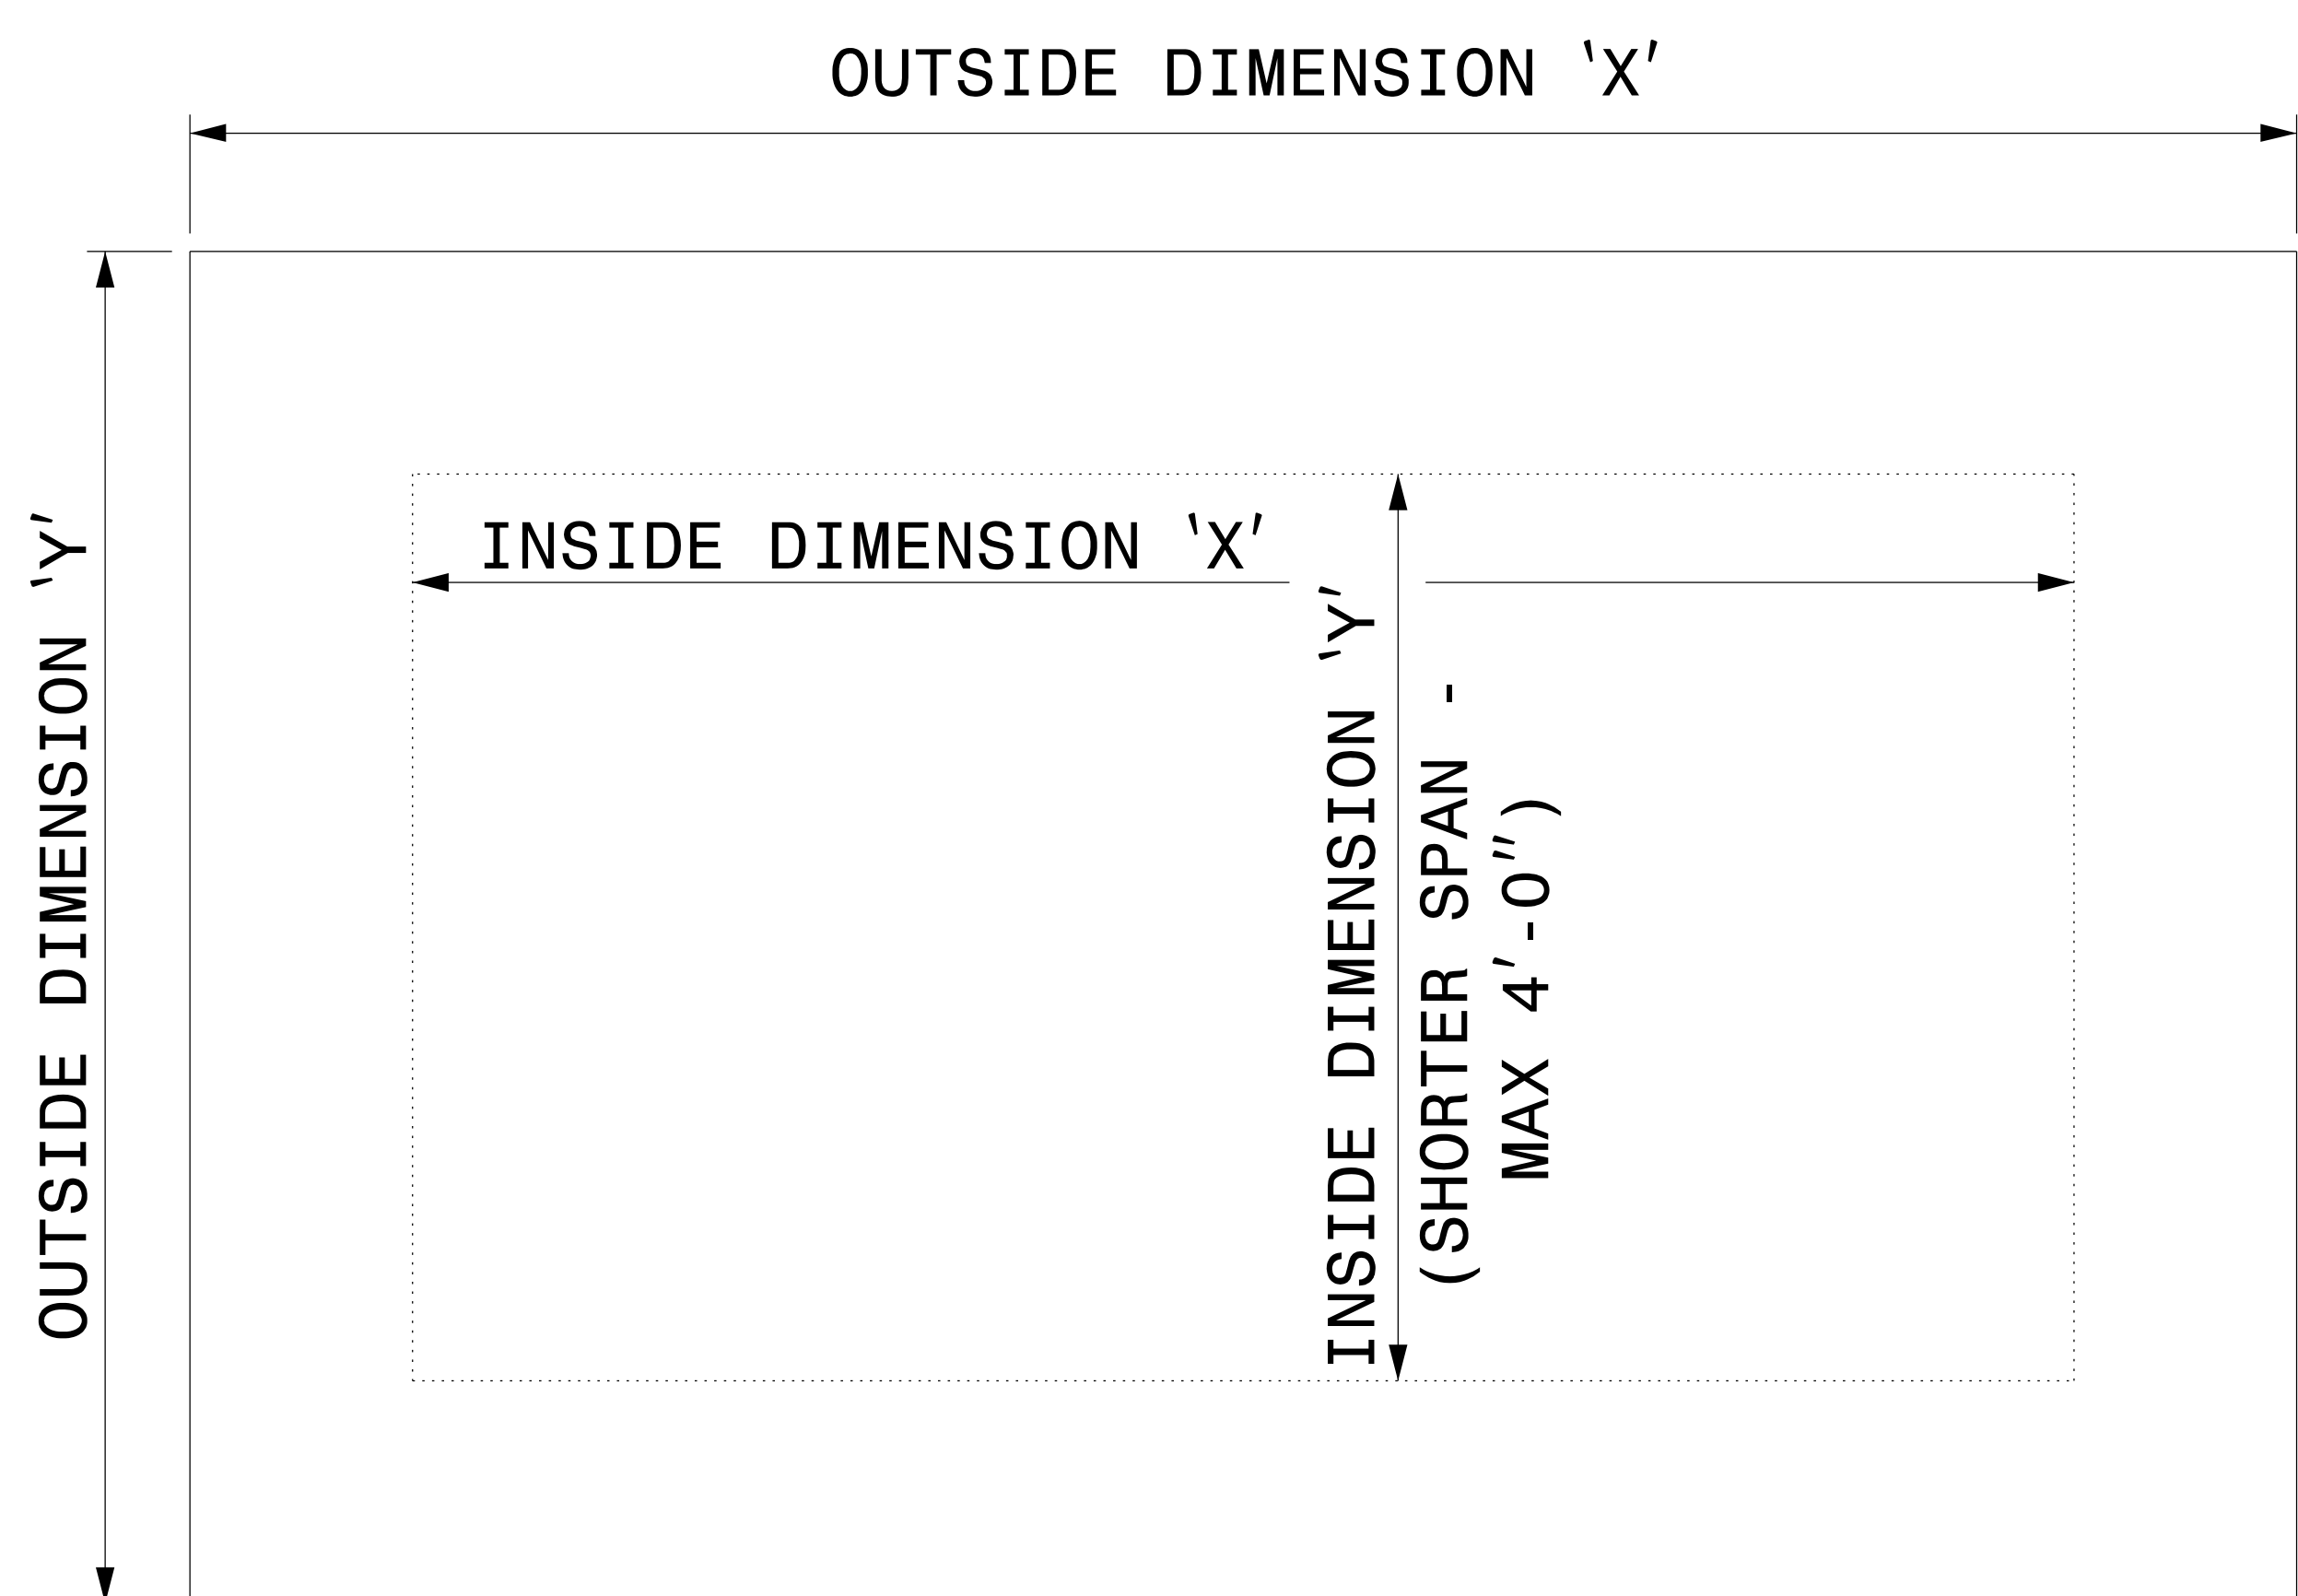 OUTSIDE DIMENSION 'X'
OUTSIDE DIMENSION 'Y'
INSIDE DIMENSION 'X'
INSIDE DIMENSION 'Y'
(SHORTER SPAN -
MAX 4'-0")